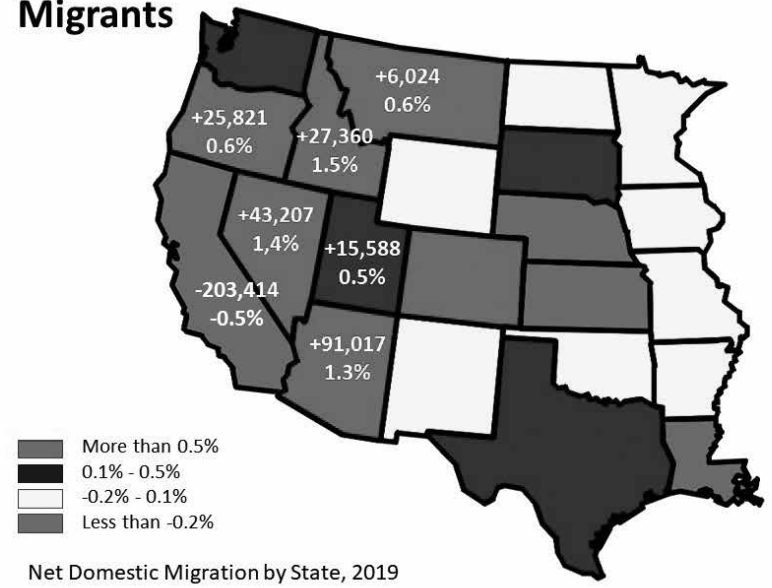 Migrants
+6,024
0.6%
+25,821
0.6%
+27,360
1.5%
+43,207
1,4%
+15,588
0.5%
-203,414
-0.5%
+91,017
1.3%
More than 0.5%
0.1% - 0.5%
-0.2% - 0.1%
Less than -0.2%
Net Domestic Migration by State, 2019